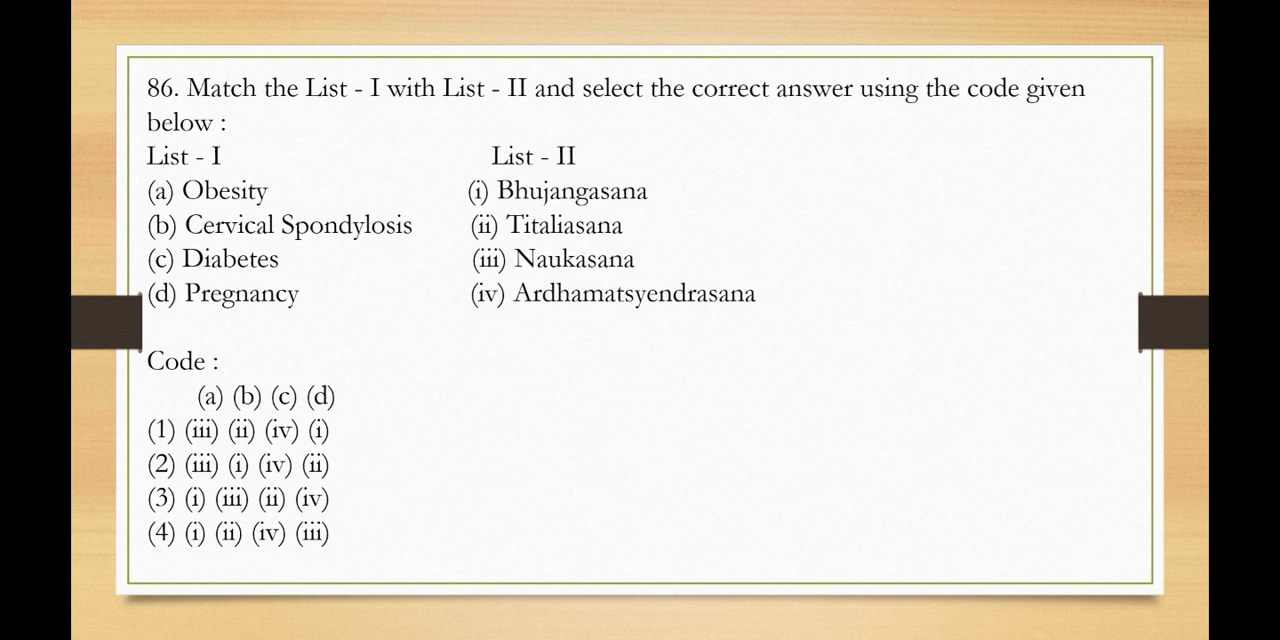 86. Match the List - I with List - II and select the correct answer using the code given
below :
List - I List - II
(a) Obesity (i) Bhujangasana
(b) Cervical Spondylosis (ii) Titaliasana
(c) Diabetes (iii) Naukasana
(d) Pregnancy (iv) Ardhamatsyendrasana
Code :
(a) (b) (c) (d)
(1) (iii) (ii) (iv) (i)
(2) (iii) (i) (iv) (ii)
(3) (i) (iii) (ii) (iv)
(4) (i) (ii) (iv) (iii)